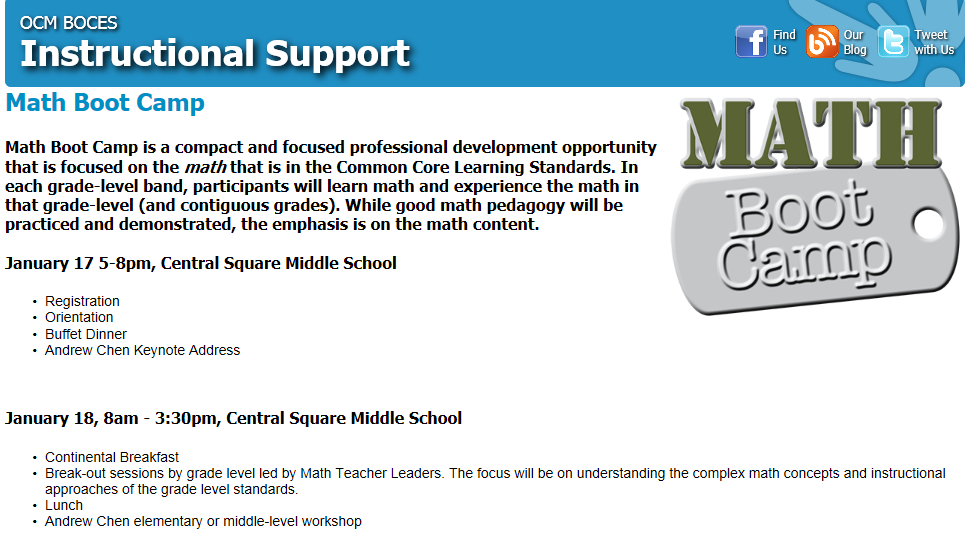 OCM BOCES
Instructional Support
Find
Us
Our
Blog
Tweet
with Us
Math Boot Camp
MATH
Boot
Camp
Math Boot Camp is a compact and focused professional development opportunity
that is focused on the math that is in the Common Core Learning Standards. In
each grade-level band, participants will learn math and experience the math in
that grade-level (and contiguous grades). While good math pedagogy will be
practiced and demonstrated, the emphasis is on the math content.
January 17 5-8pm, Central Square Middle School
• Registration
• Orientation
• Buffet Dinner
• Andrew Chen Keynote Address
January 18, 8am - 3:30pm, Central Square Middle School
• Continental Breakfast
• Break-out sessions by grade level led by Math Teacher Leaders. The focus will be on understanding the complex math concepts and instructional
approaches of the grade level standards.
• Lunch
• Andrew Chen elementary or middle-level workshop